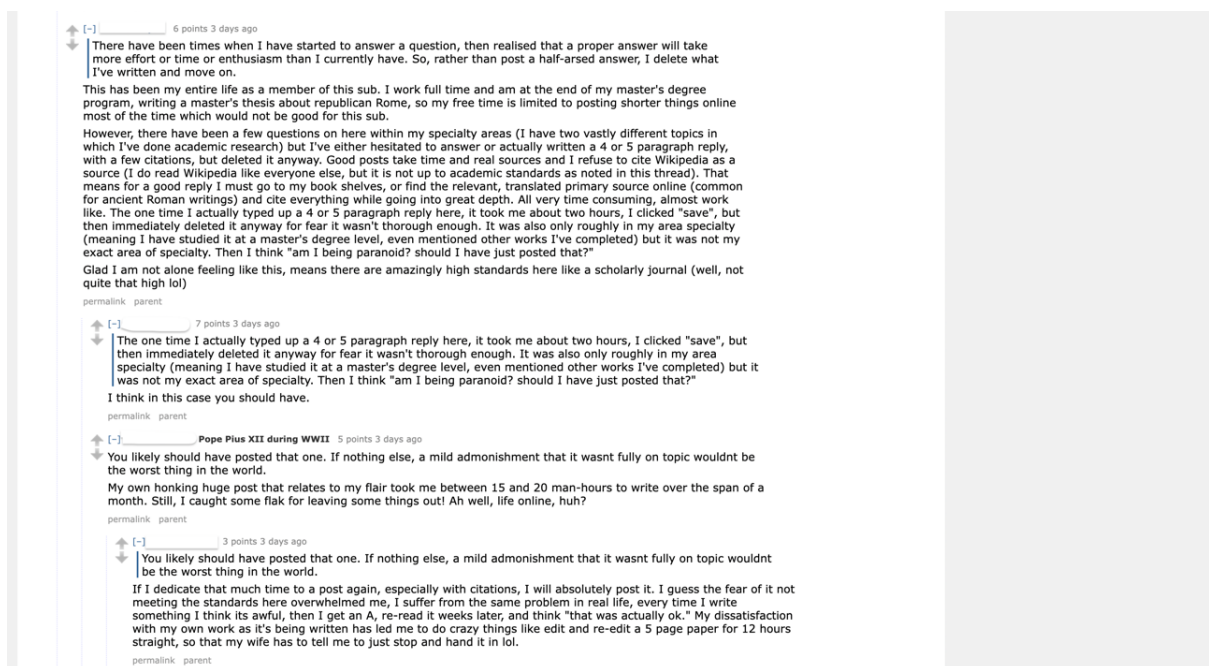 [-] 6 points 3 days ago
There have been times when I have started to answer a question, then realised that a proper answer will take
more effort or time or enthusiasm than I currently have. So, rather than post a half-arsed answer, I delete what
I've written and move on.
This has been my entire life as a member of this sub. I work full time and am at the end of my master's degree
program, writing a master's thesis about republican Rome, so my free time is limited to posting shorter things online
most of the time which would not be good for this sub.
However, there have been a few questions on here within my specialty areas (I have two vastly different topics in
which I've done academic research) but I've either hesitated to answer or actually written a 4 or 5 paragraph reply,
with a few citations, but deleted it anyway. Good posts take time and real sources and I refuse to cite Wikipedia as a
source (I do read Wikipedia like everyone else, but it is not up to academic standards as noted in this thread). That
means for a good reply I must go to my book shelves, or find the relevant, translated primary source online (common
for ancient Roman writings) and cite everything while going into great depth. All very time consuming, almost work
like. The one time I actually typed up a 4 or 5 paragraph reply here, it took me about two hours, I clicked "save", but
then immediately deleted it anyway for fear it wasn't thorough enough. It was also only roughly in my area specialty
(meaning I have studied it at a master's degree level, even mentioned other works I've completed) but it was not my
exact area of specialty. Then I think "am I being paranoid? should I have just posted that?"
Glad I am not alone feeling like this, means there are amazingly high standards here like a scholarly journal (well, not
quite that high lol)
permalink parent
[-] 7 points 3 days ago
The one time I actually typed up a 4 or 5 paragraph reply here, it took me about two hours, I clicked "save", but
then immediately deleted it anyway for fear it wasn't thorough enough. It was also only roughly in my area
specialty (meaning I have studied it at a master's degree level, even mentioned other works I've completed) but it
was not my exact area of specialty. Then I think "am I being paranoid? should I have just posted that?"
I think in this case you should have.
permalink parent
[-] Pope Pius XII during WWII 5 points 3 days ago
You likely should have posted that one. If nothing else, a mild admonishment that it wasnt fully on topic wouldnt be
the worst thing in the world.
My own honking huge post that relates to my flair took me between 15 and 20 man-hours to write over the span of a
month. Still, I caught some flak for leaving some things out! Ah well, life online, huh?
permalink parent
[-] 3 points 3 days ago
You likely should have posted that one. If nothing else, a mild admonishment that it wasnt fully on topic wouldnt
be the worst thing in the world.
If I dedicate that much time to a post again, especially with citations, I will absolutely post it. I guess the fear of it not
meeting the standards here overwhelmed me, I suffer from the same problem in real life, every time I write
something I think its awful, then I get an A, re-read it weeks later, and think "that was actually ok." My dissatisfaction
with my own work as it's being written has led me to do crazy things like edit and re-edit a 5 page paper for 12 hours
straight, so that my wife has to tell me to just stop and hand it in lol.
permalink parent